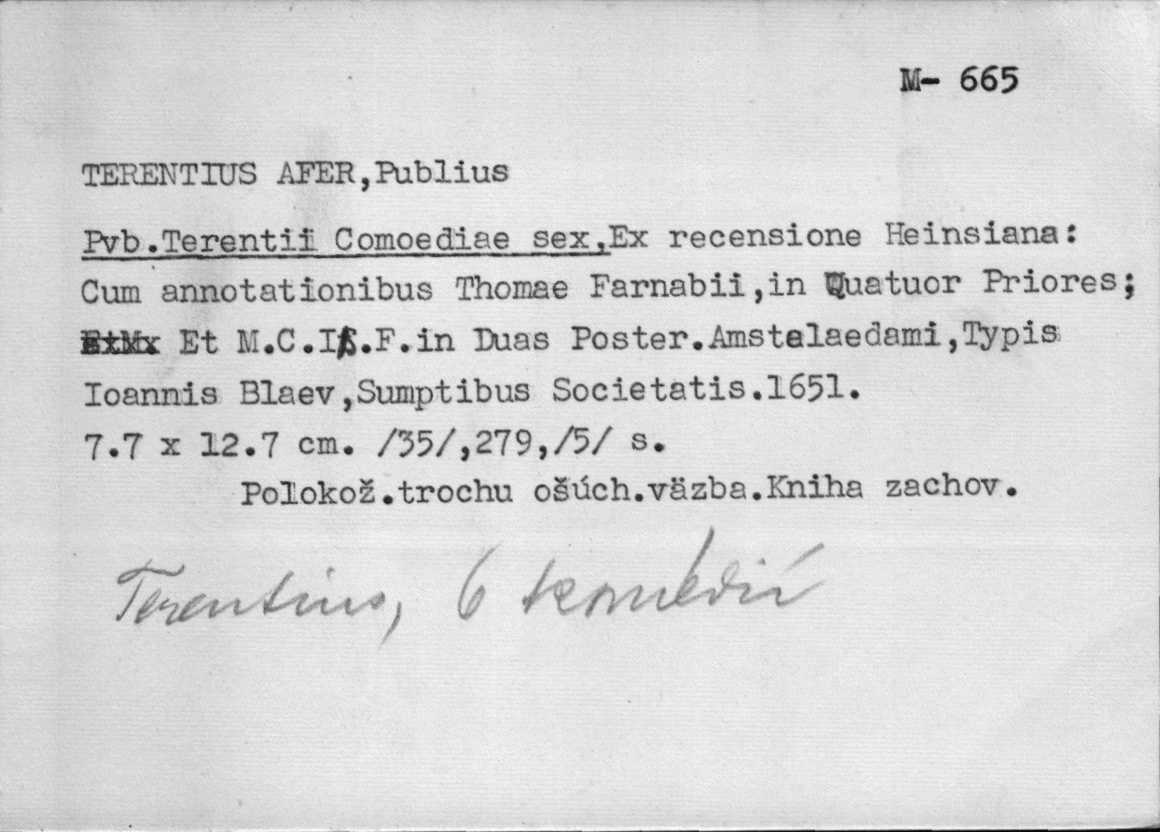 M- 665
TERENTIUS AFER,Publius
Pvb.Terentii Comoediae sex,Ex recensione Heinsiana:
Cum annotationibus Thomae Farnabii,in Quatuor Priores;
Et M.C.IS.F.in Duas Poster.Amstelaedami,Typis
Ioannis Blaev,Sumptibus Societatis.1651.
7.7 x 12.7 cm. /35/,279,/5/ s.
Polokož.trochu ošúch.väzba.Kniha zachov.
Terentius, 6 komédií